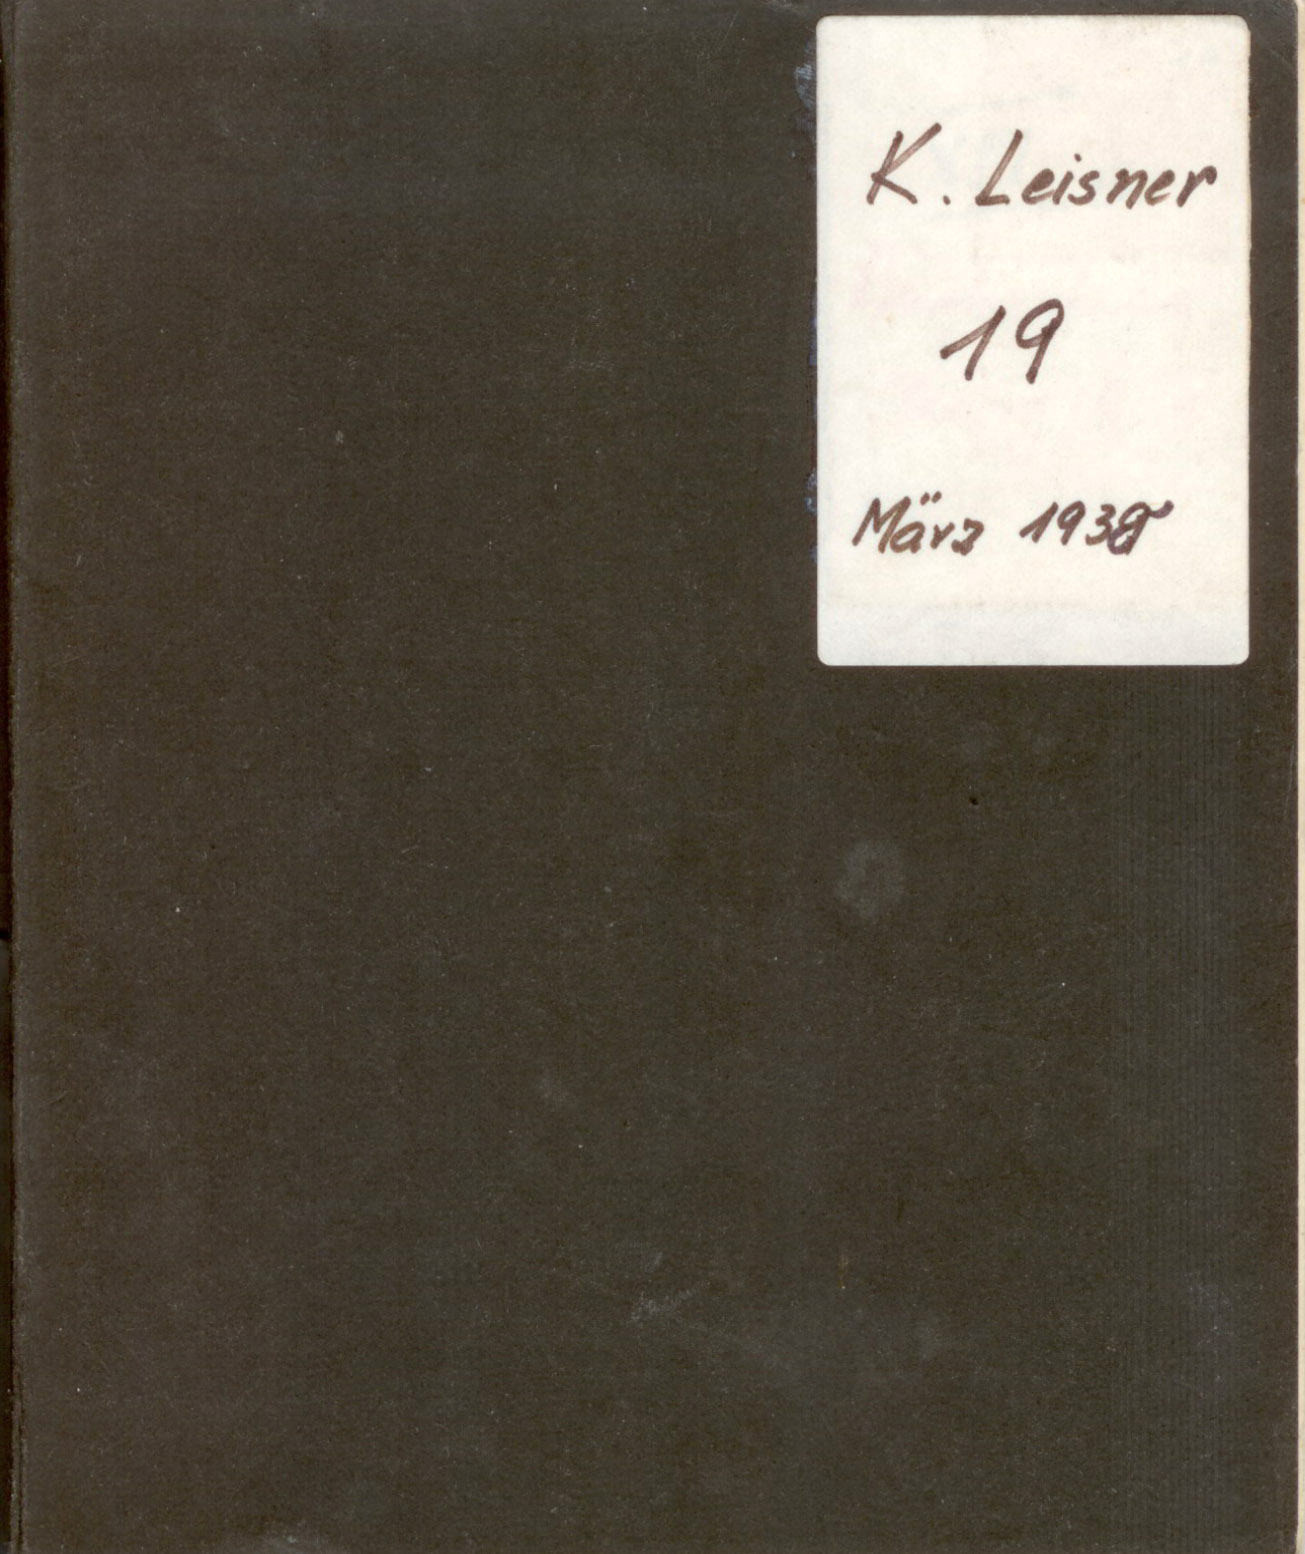 K. Leisner
19
März 1938